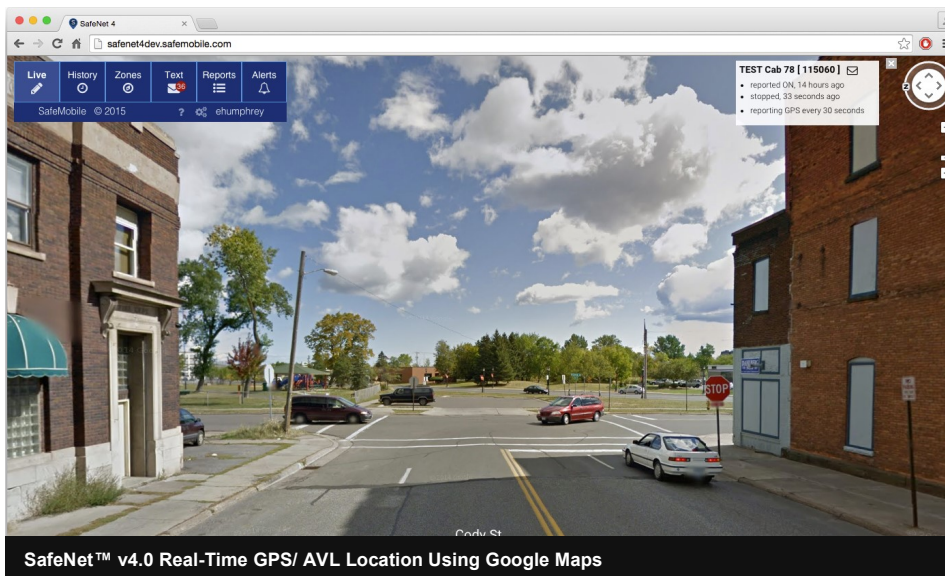 SafeNet 4
safenet4dev.safemobile.com
Live History Zones Text Reports Alerts
36
SafeMobile © 2015 ? ehumphrey
TEST Cab 78 [ 115060 ]
reported ON, 14 hours ago
stopped, 33 seconds ago
reporting GPS every 30 seconds
STOP
Cody St
SafeNet™ v4.0 Real-Time GPS/ AVL Location Using Google Maps